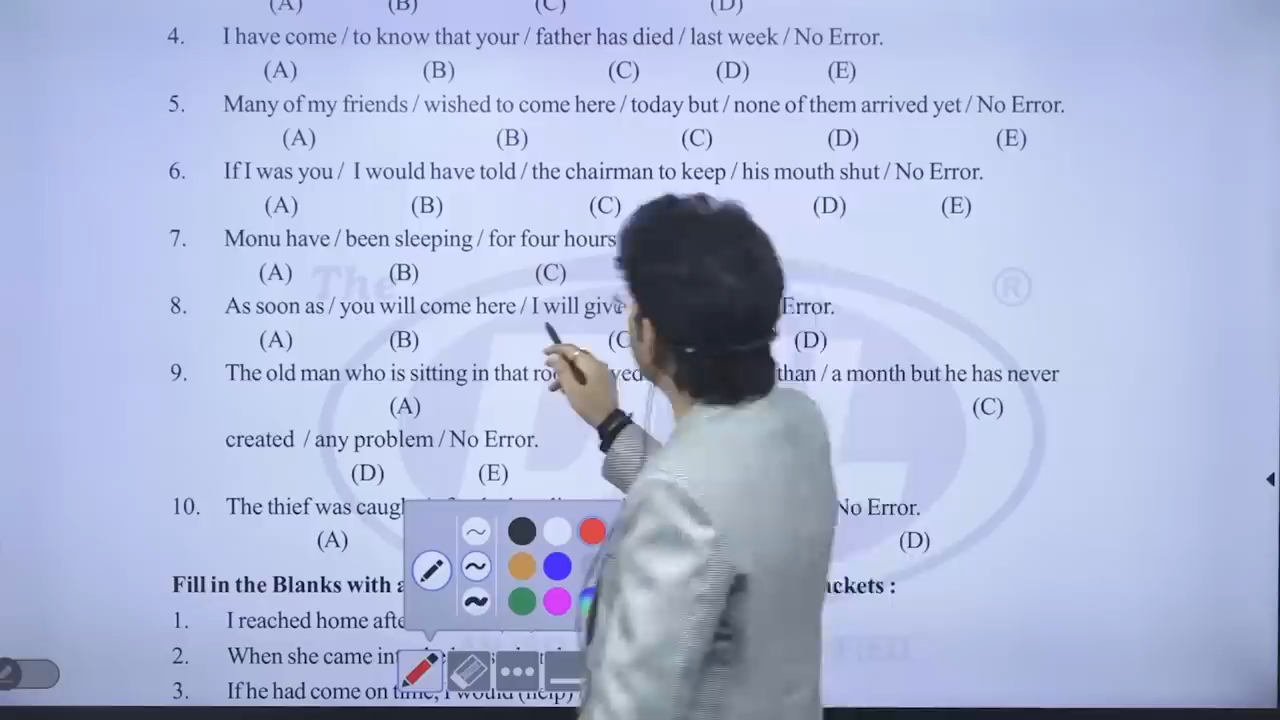 (A) (B) (C) (D)
4. I have come / to know that your / father has died / last week / No Error.
(A) (B) (C) (D) (E)
5. Many of my friends / wished to come here / today but / none of them arrived yet / No Error.
(A) (B) (C) (D) (E)
6. If I was you / I would have told / the chairman to keep / his mouth shut / No Error.
(A) (B) (C) (D) (E)
7. Monu have / been sleeping / for four hours
(A) (B) (C)
The
®
8. As soon as / you will come here / I will give Error.
(A) (B) (C (D)
9. The old man who is sitting in that than / a month but he has never
(A) (C)
created / any problem / No Error.
(D) (E)
10. The thief was No Error.
(A) (D)
Fill in the Blanks with
1. I reached home
2. When she came
3. If he had come on time, I would (help)